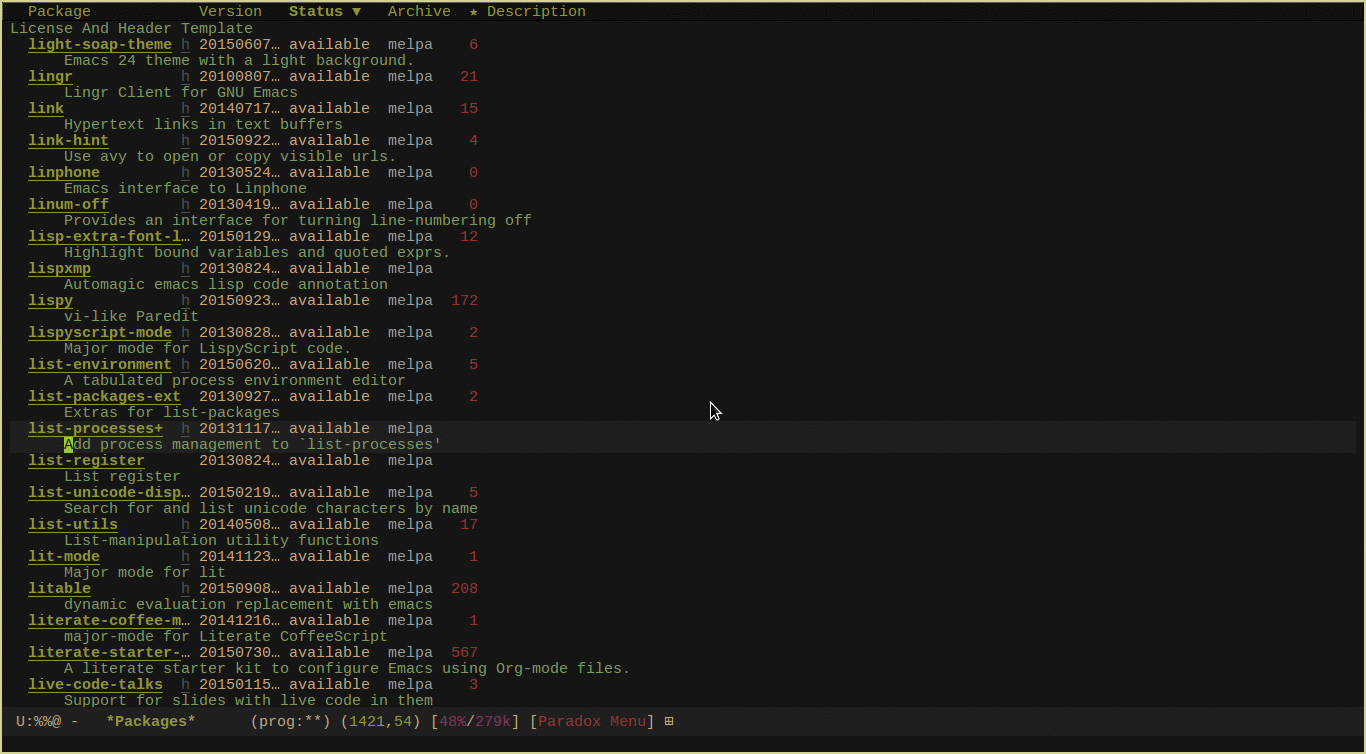 Package Version Status ▼ Archive ★ Description
License And Header Template
light-soap-theme h 20150607… available melpa 6
Emacs 24 theme with a light background.
lingr h 20100807… available melpa 21
Lingr Client for GNU Emacs
link h 20140717… available melpa 15
Hypertext links in text buffers
link-hint h 20150922… available melpa 4
Use avy to open or copy visible urls.
linphone h 20130524… available melpa 0
Emacs interface to Linphone
linum-off h 20130419… available melpa 0
Provides an interface for turning line-numbering off
lisp-extra-font-l… 20150129… available melpa 12
Highlight bound variables and quoted exprs.
lispxmp h 20130824… available melpa
Automagic emacs lisp code annotation
lispy h 20150923… available melpa 172
vi-like Paredit
lispyscript-mode h 20130828… available melpa 2
Major mode for LispyScript code.
list-environment h 20150620… available melpa 5
A tabulated process environment editor
list-packages-ext 20130927… available melpa 2
Extras for list-packages
list-processes+ h 20131117… available melpa
Add process management to `list-processes'
list-register 20130824… available melpa
List register
list-unicode-disp… 20150219… available melpa 5
Search for and list unicode characters by name
list-utils h 20140508… available melpa 17
List-manipulation utility functions
lit-mode h 20141123… available melpa 1
Major mode for lit
litable h 20150908… available melpa 208
dynamic evaluation replacement with emacs
literate-coffee-m… 20141216… available melpa 1
major-mode for Literate CoffeeScript
literate-starter-… 20150730… available melpa 567
A literate starter kit to configure Emacs using Org-mode files.
live-code-talks h 20150115… available melpa 3
Support for slides with live code in them
U:%%@ - *Packages* (prog:**) (1421,54) [48%/279k] [Paradox Menu] ⊞